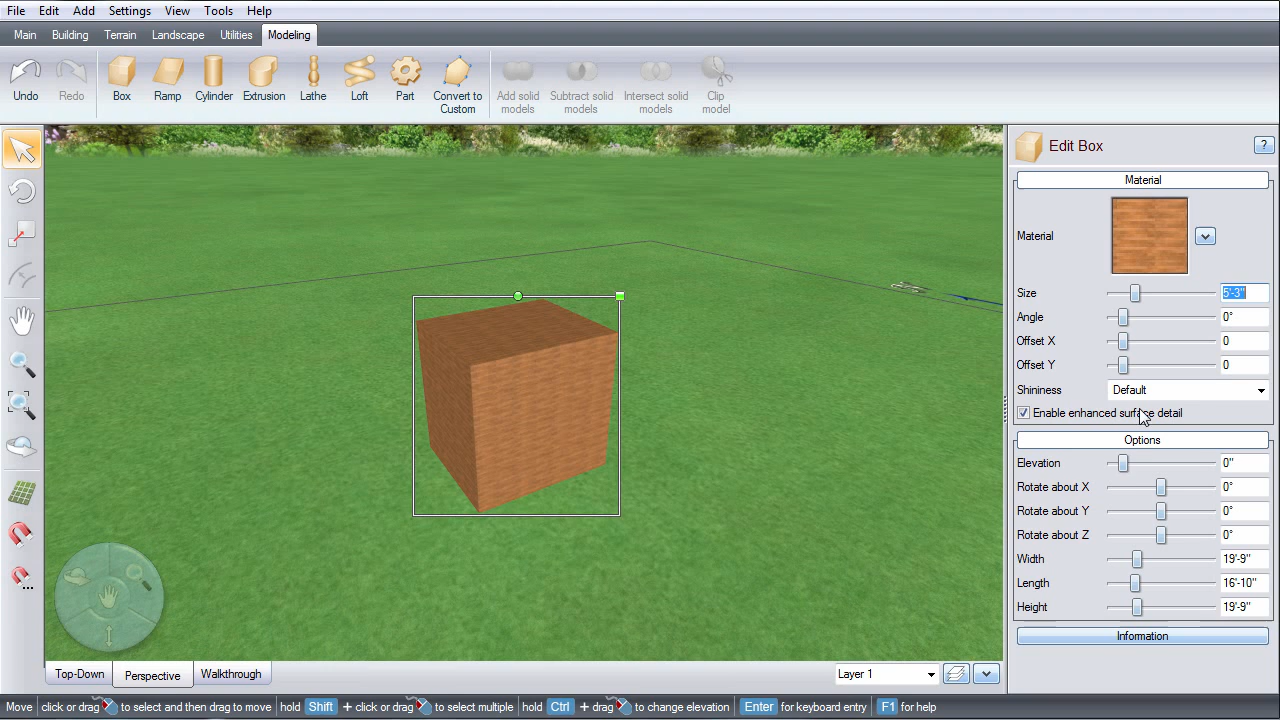 File Edit Add Settings View Tools Help
Main Building Terrain Landscape Utilities Modeling
Undo Redo Box Ramp Cylinder Extrusion Lathe Loft Part Convert to Custom Add solid models Subtract solid models Intersect solid models Clip model
Edit Box ?
Material
Material
Size 5'-3"
Angle 0°
Offset X 0
Offset Y 0
Shininess Default
Enable enhanced surface detail
Options
Elevation 0"
Rotate about X 0°
Rotate about Y 0°
Rotate about Z 0°
Width 19'-9"
Length 16'-10"
Height 19'-9"
Information
Top-Down Perspective Walkthrough Layer 1
Move click or drag to select and then drag to move hold Shift + click or drag to select multiple hold Ctrl + drag to change elevation Enter for keyboard entry F1 for help